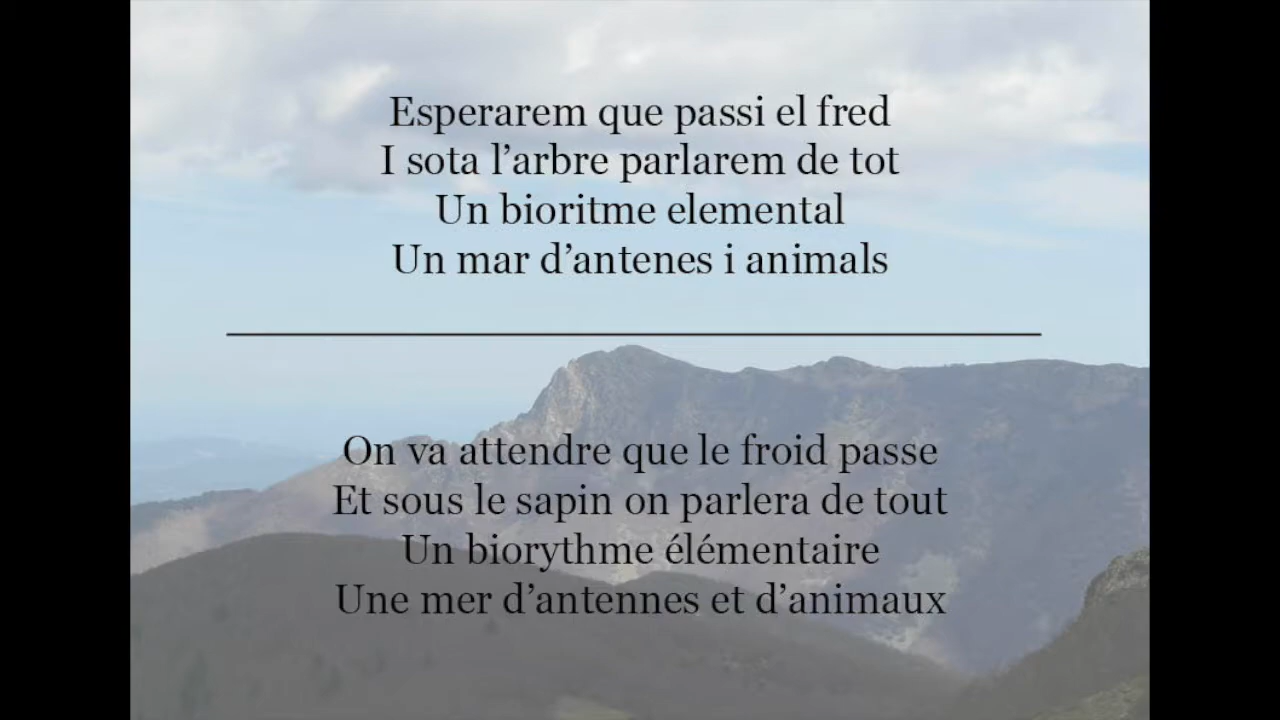 Esperarem que passi el fred
I sota l’arbre parlarem de tot
Un bioritme elemental
Un mar d’antenes i animals
On va attendre que le froid passe
Et sous le sapin on parlera de tout
Un biorythme élémentaire
Une mer d’antennes et d’animaux